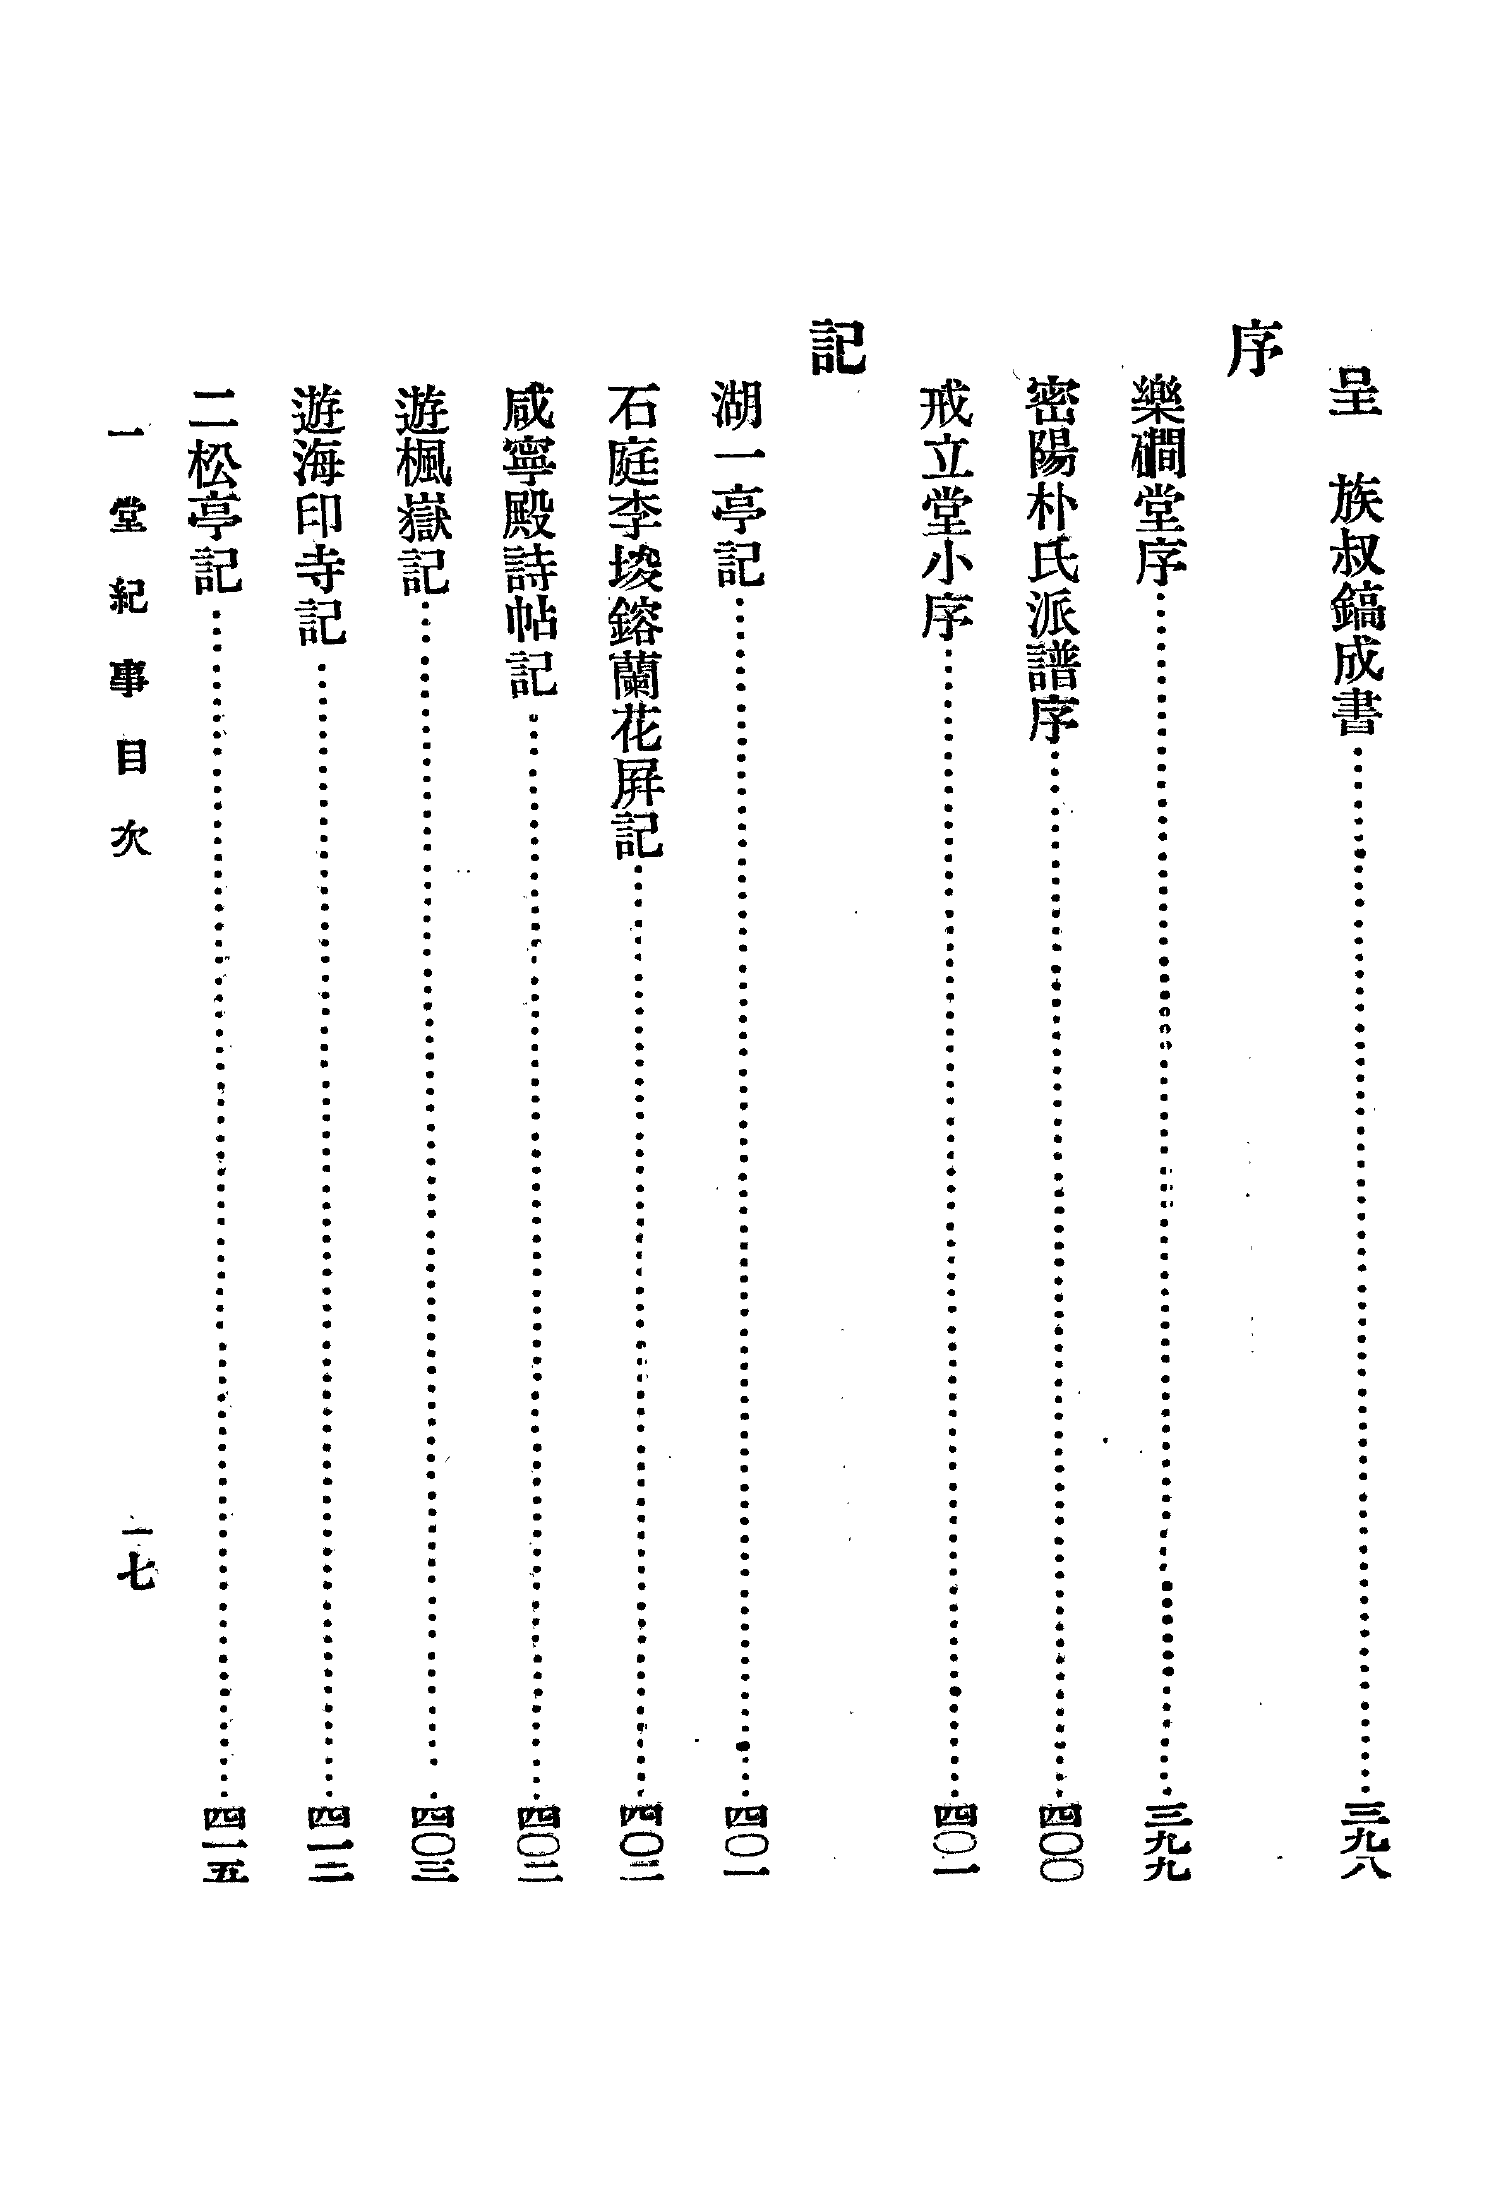 呈　族叔鎬成書……三九八
序
樂磵堂序……三九九
密陽朴氏派譜序……四〇〇
戒立堂小序……四〇一
記
湖一亭記……四〇一
石庭李埈鎔蘭花屛記……四〇二
咸寧殿詩帖記……四〇二
遊楓嶽記……四〇三
遊海印寺記……四一二
二松亭記……四一五
一堂紀事目次
一七